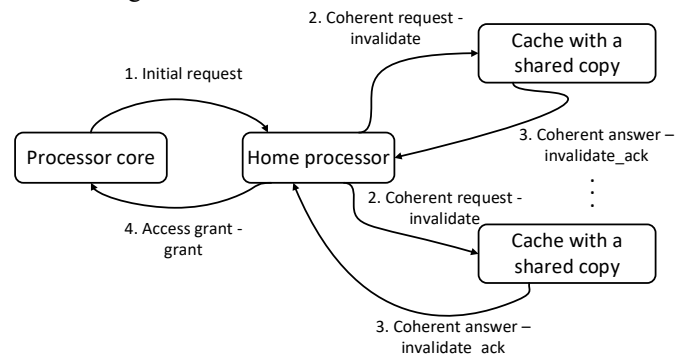 2. Coherent request -
invalidate
Cache with a
shared copy
1. Initial request
3. Coherent answer –
invalidate_ack
Processor core
Home processor
2. Coherent request -
invalidate
4. Access grant -
grant
Cache with a
shared copy
3. Coherent answer –
invalidate_ack